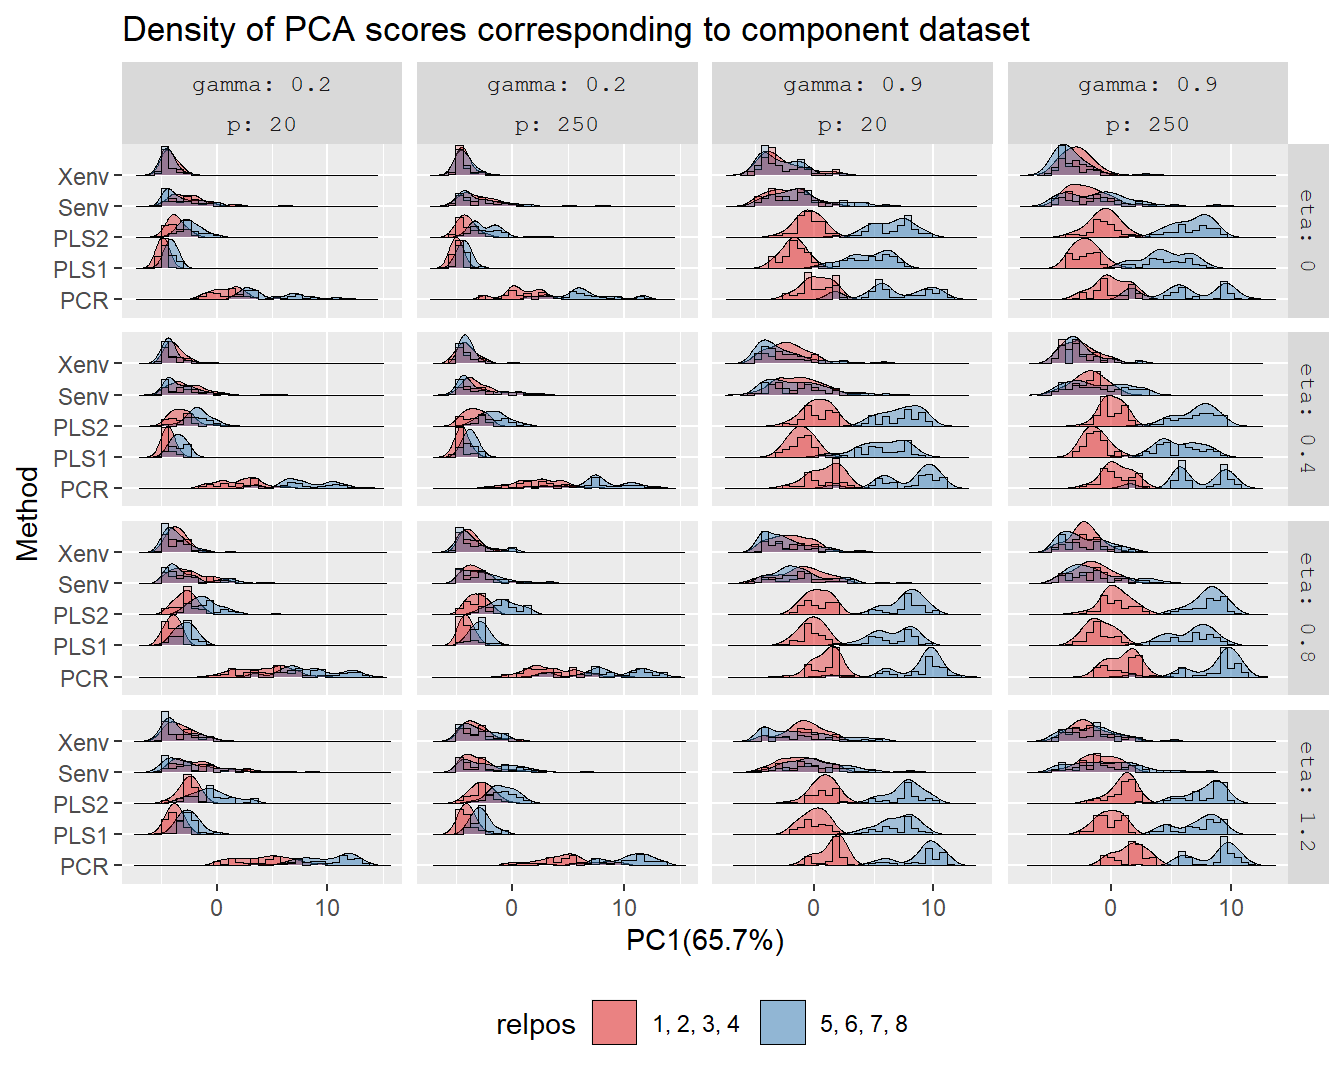 Density of PCA scores corresponding to component dataset
gamma: 0.2
gamma: 0.2
gamma: 0.9
gamma: 0.9
p: 20
p: 250
p: 20
p: 250
Xenv
Senv
PLS2
PLS1
PCR
eta: 0
Xenv
Senv
PLS2
PLS1
PCR
eta: 0.4
Xenv
Senv
PLS2
PLS1
PCR
eta: 0.8
Xenv
Senv
PLS2
PLS1
PCR
eta: 1.2
Method
0 10 0 10 0 10 0 10
PC1(65.7%)
relpos 1, 2, 3, 4 5, 6, 7, 8